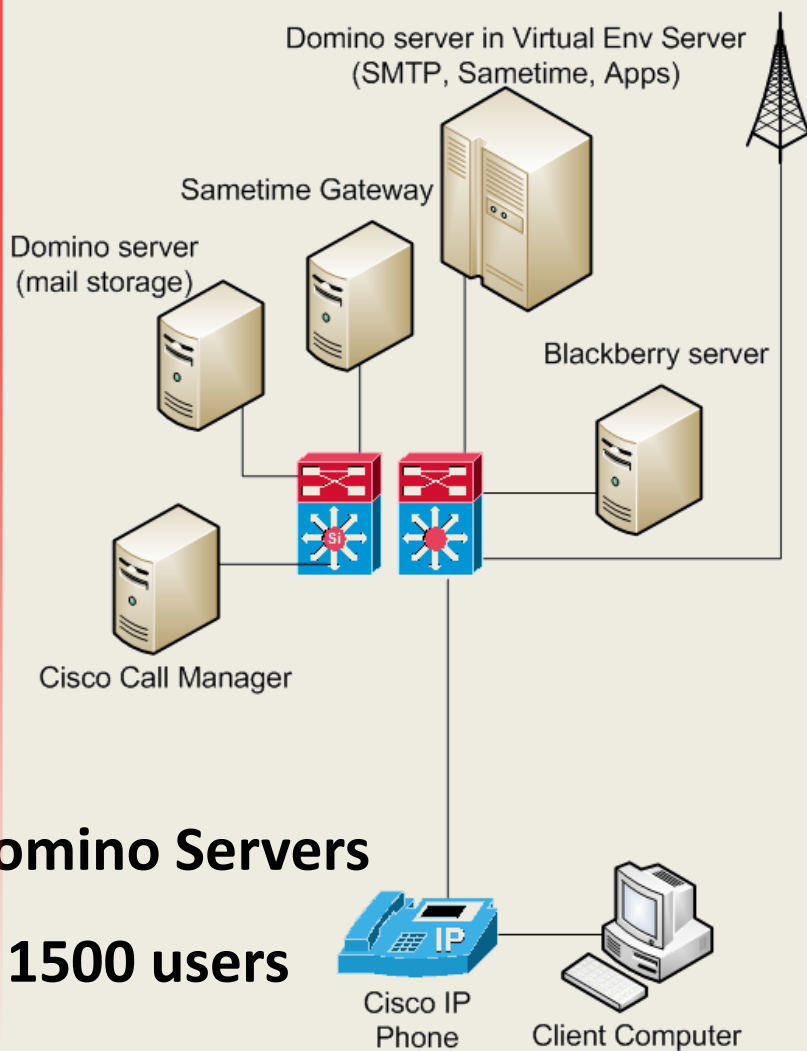 Domino server in Virtual Env Server
(SMTP, Sametime, Apps)
Sametime Gateway
Domino server
(mail storage)
Blackberry server
Si
Cisco Call Manager
omino Servers
1500 users
IP
Cisco IP
Phone
Client Computer